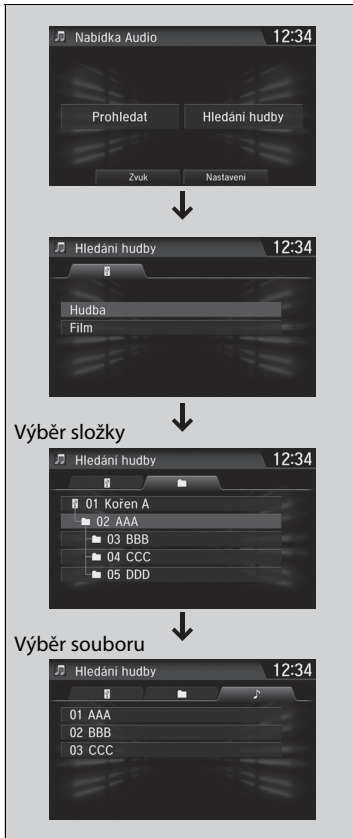 Nabídka Audio 12:34
Prohledat Hledání hudby
Zvuk Nastavení
Hledání hudby 12:34
Hudba
Film
Výběr složky
Hledání hudby 12:34
01 Kořen A
02 AAA
03 BBB
04 CCC
05 DDD
Výběr souboru
Hledání hudby 12:34
01 AAA
02 BBB
03 CCC